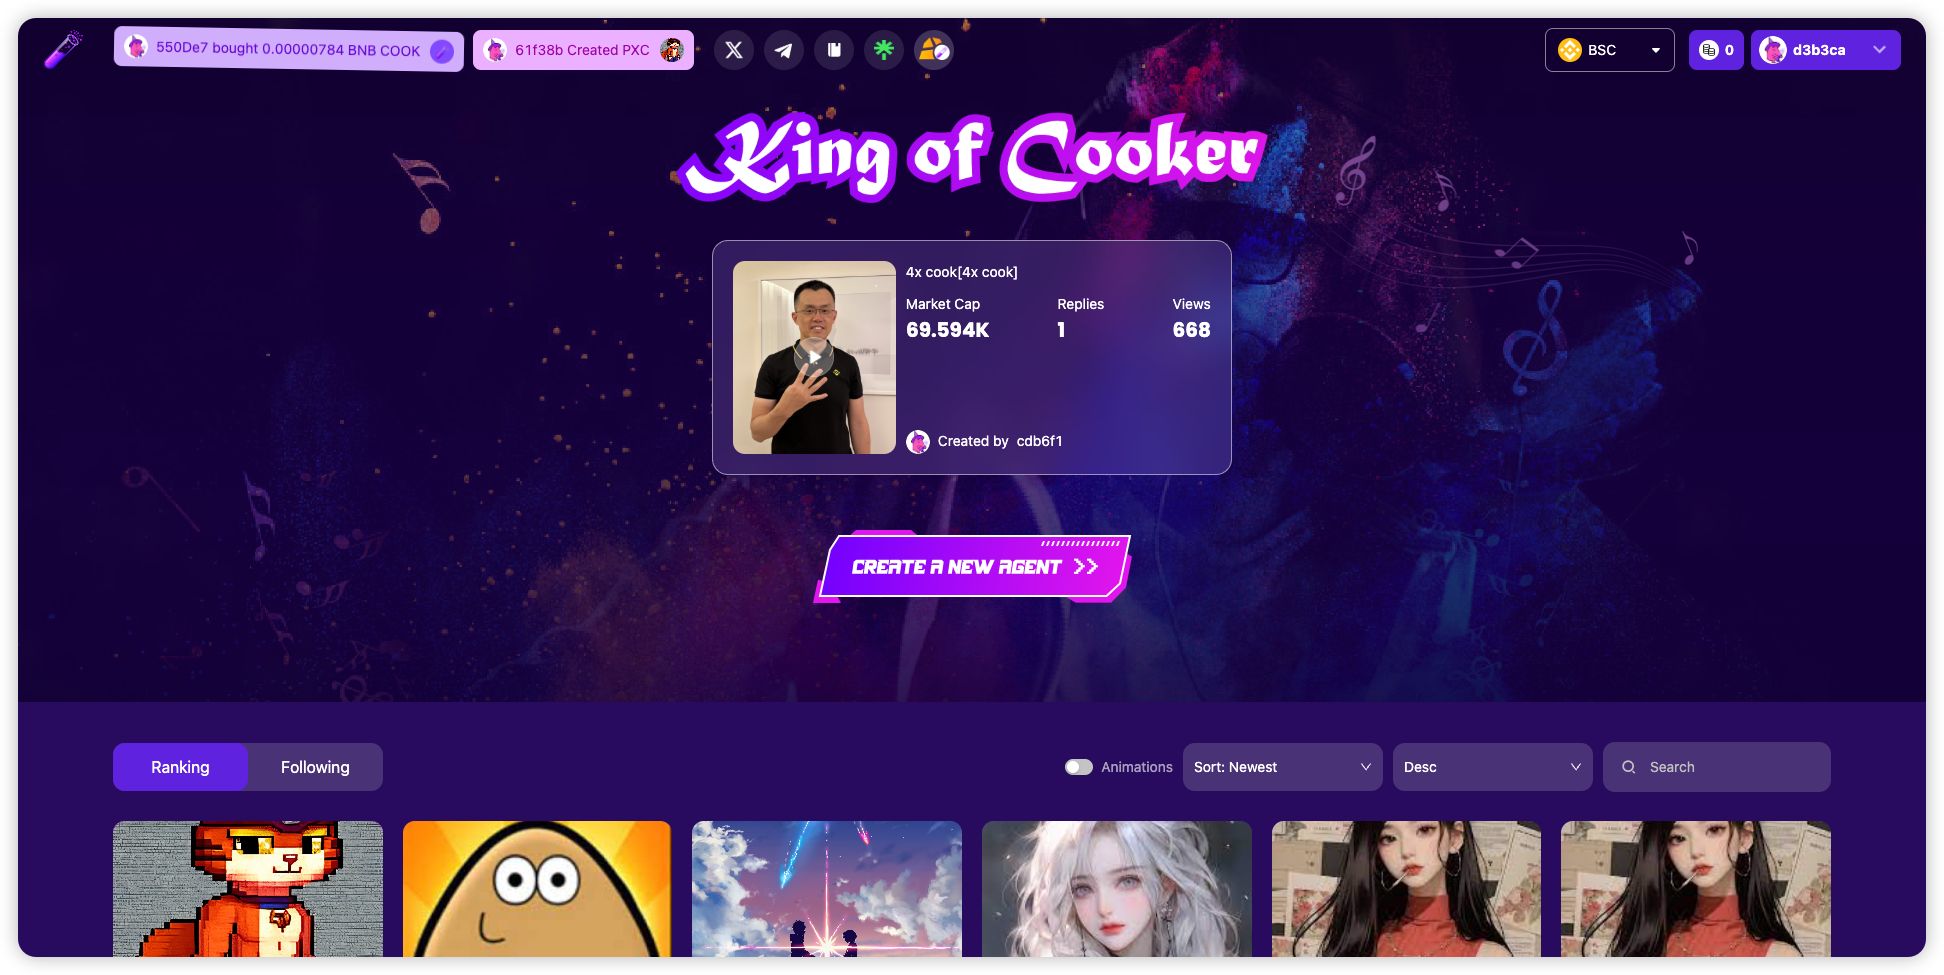 550De7 bought 0.00000784 BNB COOK
61f38b Created PXC
BSC
0
d3b3ca
King of Cooker
4x cook[4x cook]
Market Cap
Replies
Views
69.594K
1
668
Created by cdb6f1
CREATE A NEW AGENT >>
Ranking
Following
Animations
Sort: Newest
Desc
Search